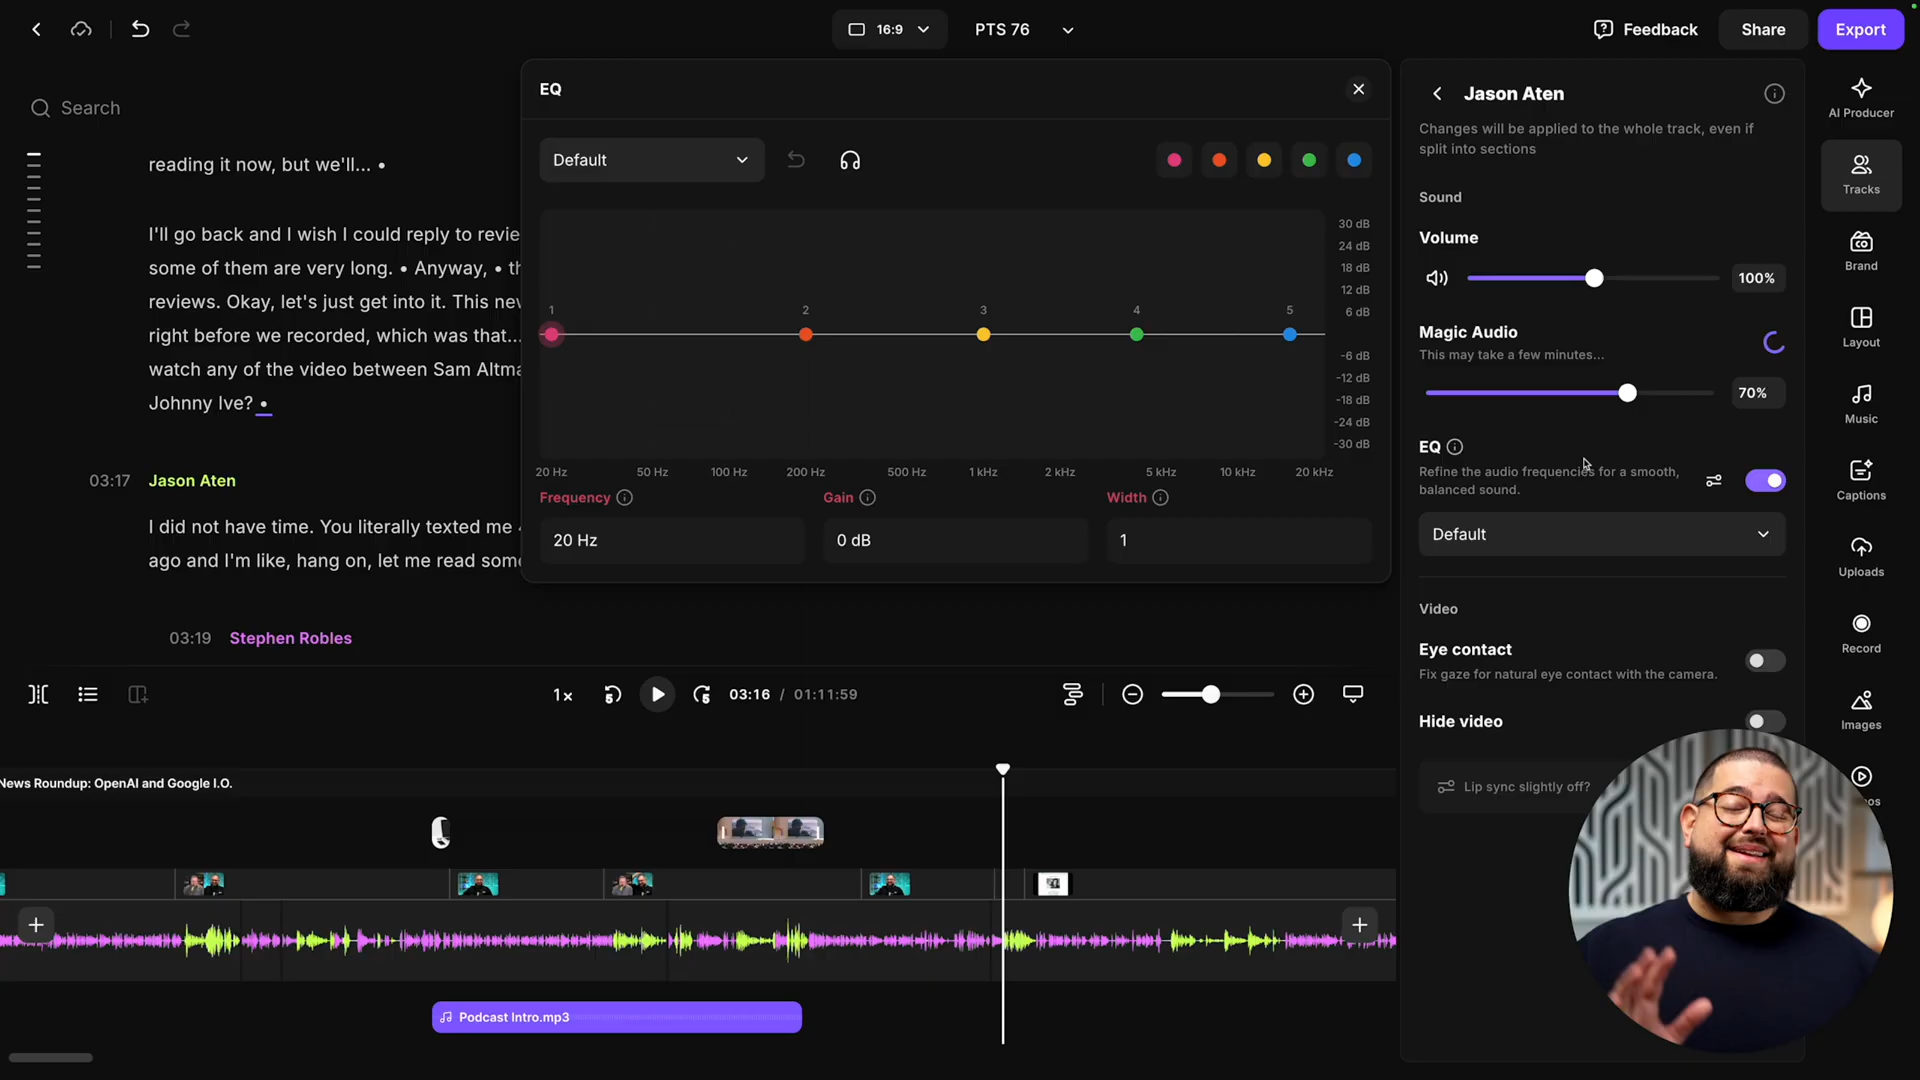 16:9
PTS 76
Feedback
Share
Export
Search
reading it now, but we'll... •
I'll go back and I wish I could reply to revie
some of them are very long. • Anyway, • th
reviews. Okay, let's just get into it. This nev
right before we recorded, which was that...
watch any of the video between Sam Altma
Johnny Ive? •
03:17 Jason Aten
I did not have time. You literally texted me
ago and I'm like, hang on, let me read some
03:19 Stephen Robles
EQ
Default
30 dB
24 dB
18 dB
12 dB
6 dB
-6 dB
-12 dB
-18 dB
-24 dB
-30 dB
1 2 3 4 5
20 Hz 50 Hz 100 Hz 200 Hz 500 Hz 1 kHz 2 kHz 5 kHz 10 kHz 20 kHz
Frequency Gain Width
20 Hz 0 dB 1
Jason Aten
Changes will be applied to the whole track, even if
split into sections
Sound
Volume
100%
Magic Audio
This may take a few minutes...
70%
EQ
Refine the audio frequencies for a smooth,
balanced sound.
Default
Video
Eye contact
Fix gaze for natural eye contact with the camera.
Hide video
Lip sync slightly off?
AI Producer
Tracks
Brand
Layout
Music
Captions
Uploads
Record
Images
1x
5
5
03:16 / 01:11:59
News Roundup: OpenAI and Google I.O.
Podcast Intro.mp3